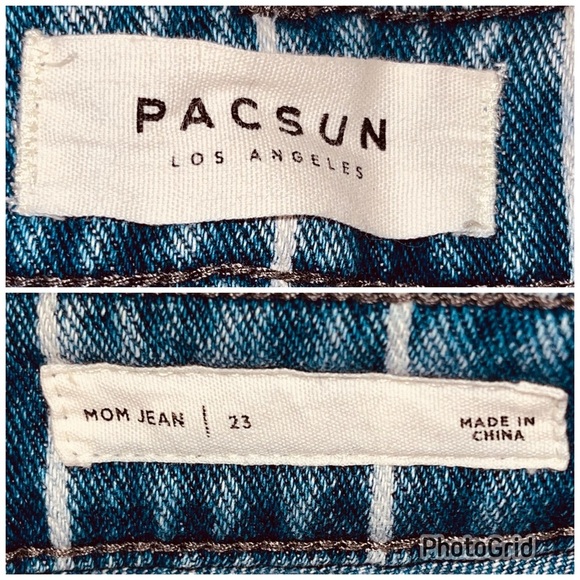 PACSUN
LOS ANGELES
MOM JEAN | 23
MADE IN
CHINA
PhotoGrid